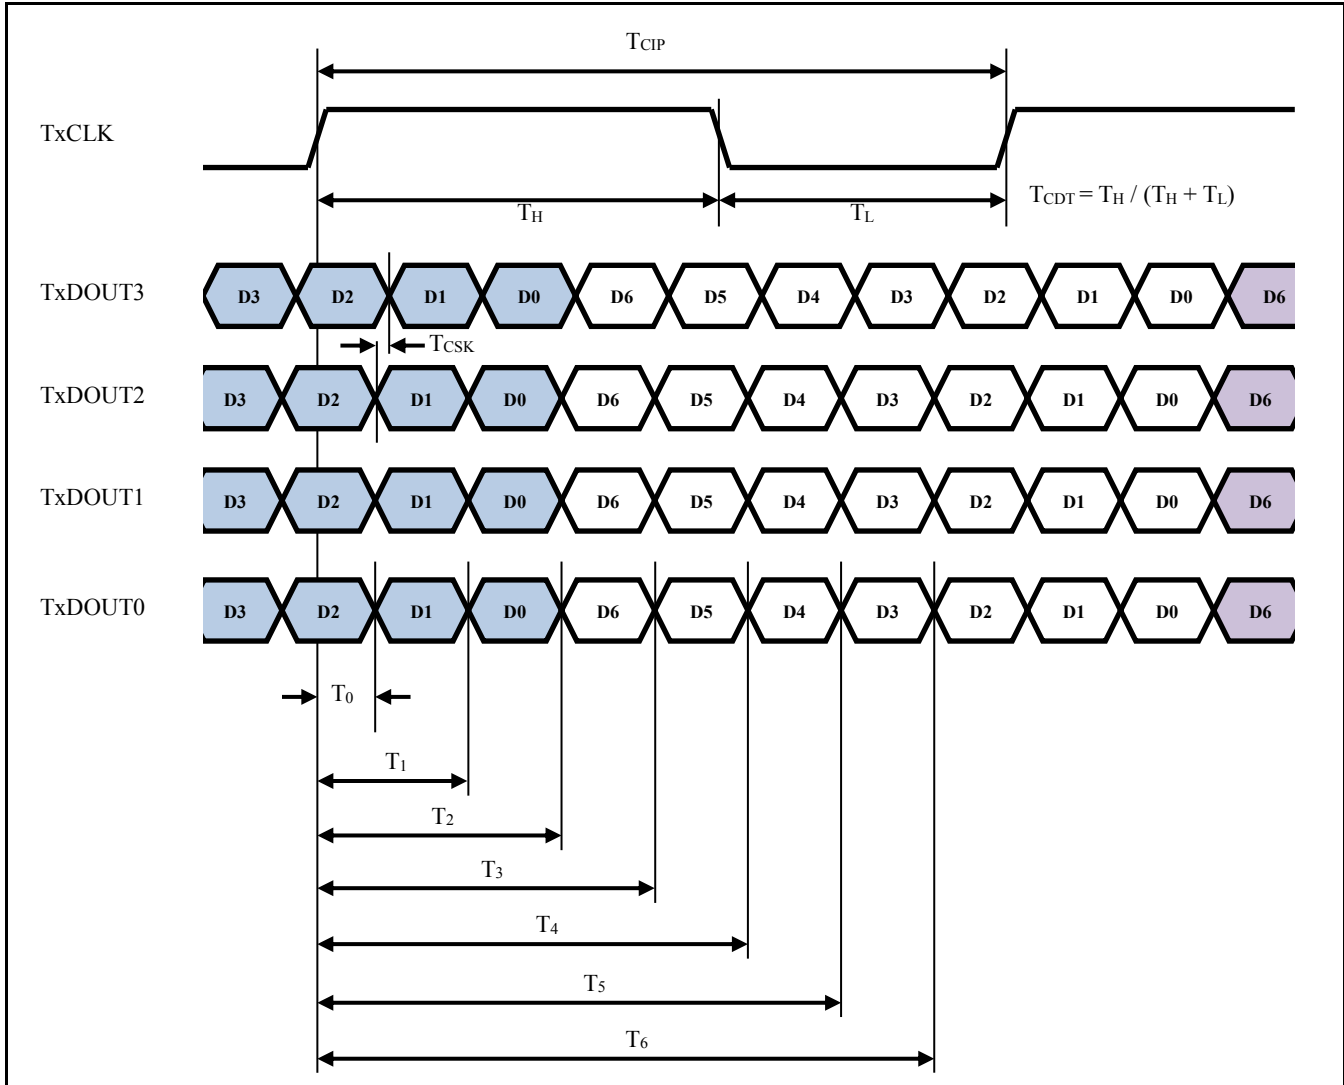 TCIP
TxCLK
TH
TL
TCDT = TH / (TH + TL)
TxDOUT3
D3 D2 D1 D0 D6 D5 D4 D3 D2 D1 D0 D6
TCSK
TxDOUT2
D3 D2 D1 D0 D6 D5 D4 D3 D2 D1 D0 D6
TxDOUT1
D3 D2 D1 D0 D6 D5 D4 D3 D2 D1 D0 D6
TxDOUT0
D3 D2 D1 D0 D6 D5 D4 D3 D2 D1 D0 D6
T0
T1
T2
T3
T4
T5
T6